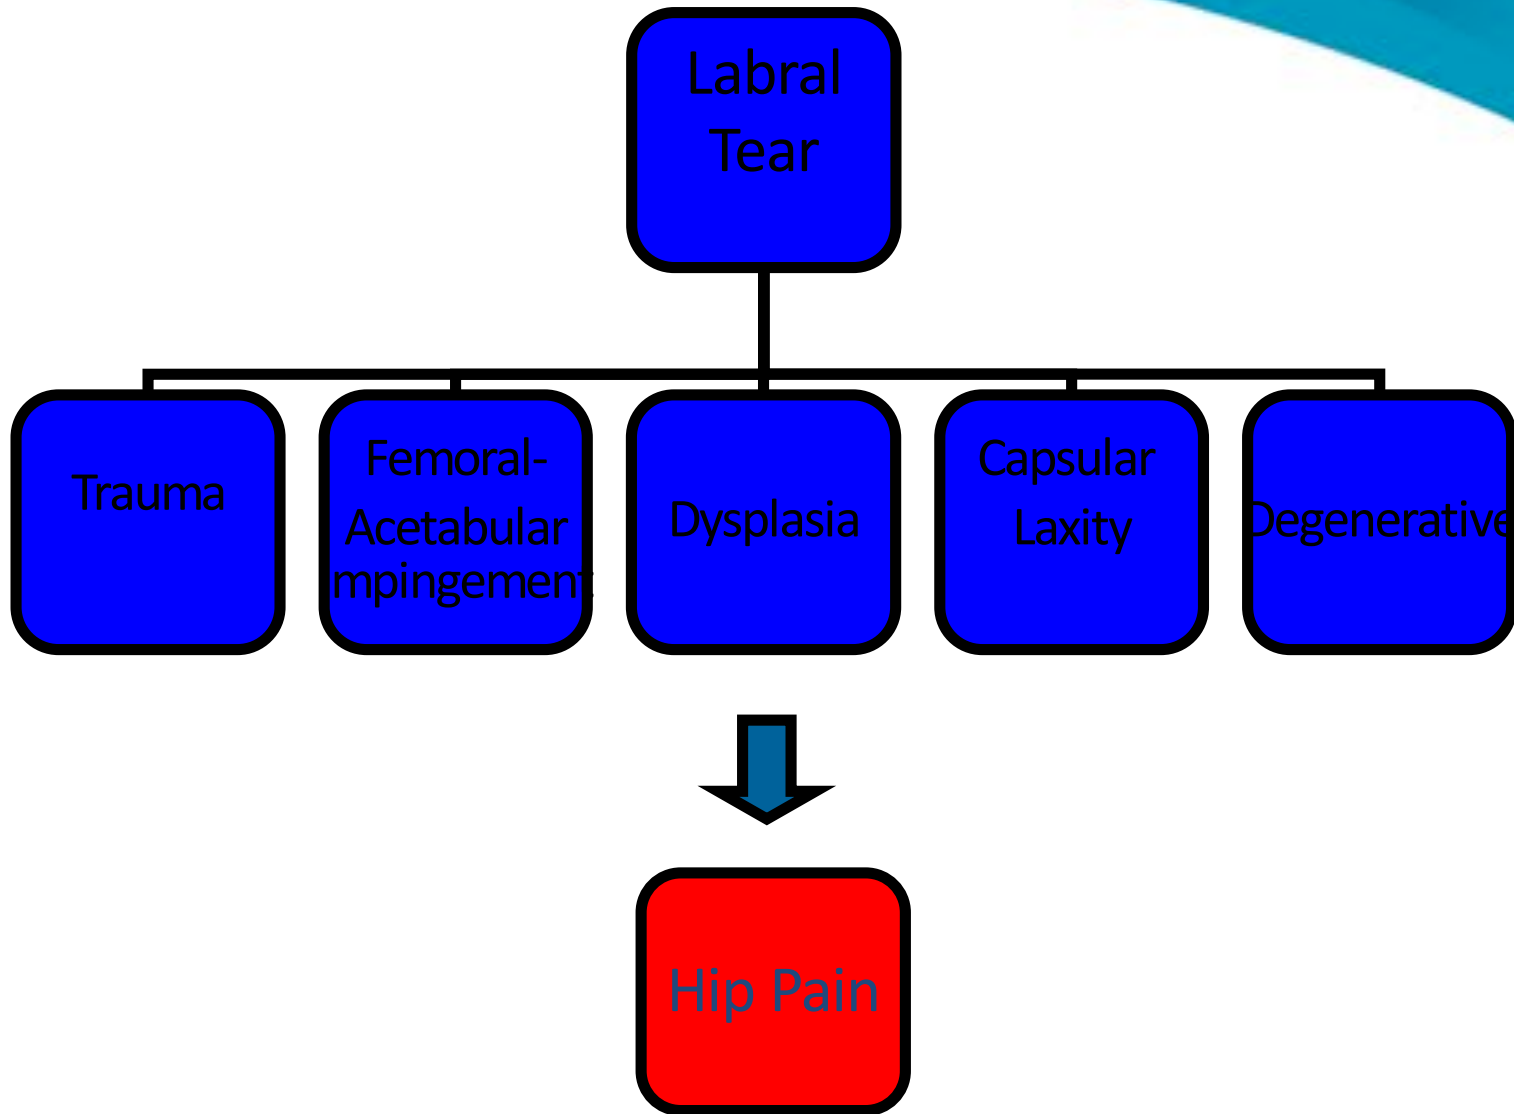 Labral
Tear
Trauma
Femoral-
Acetabular
mpingement
Dysplasia
Capsular
Laxity
Degenerative
Hip Pain